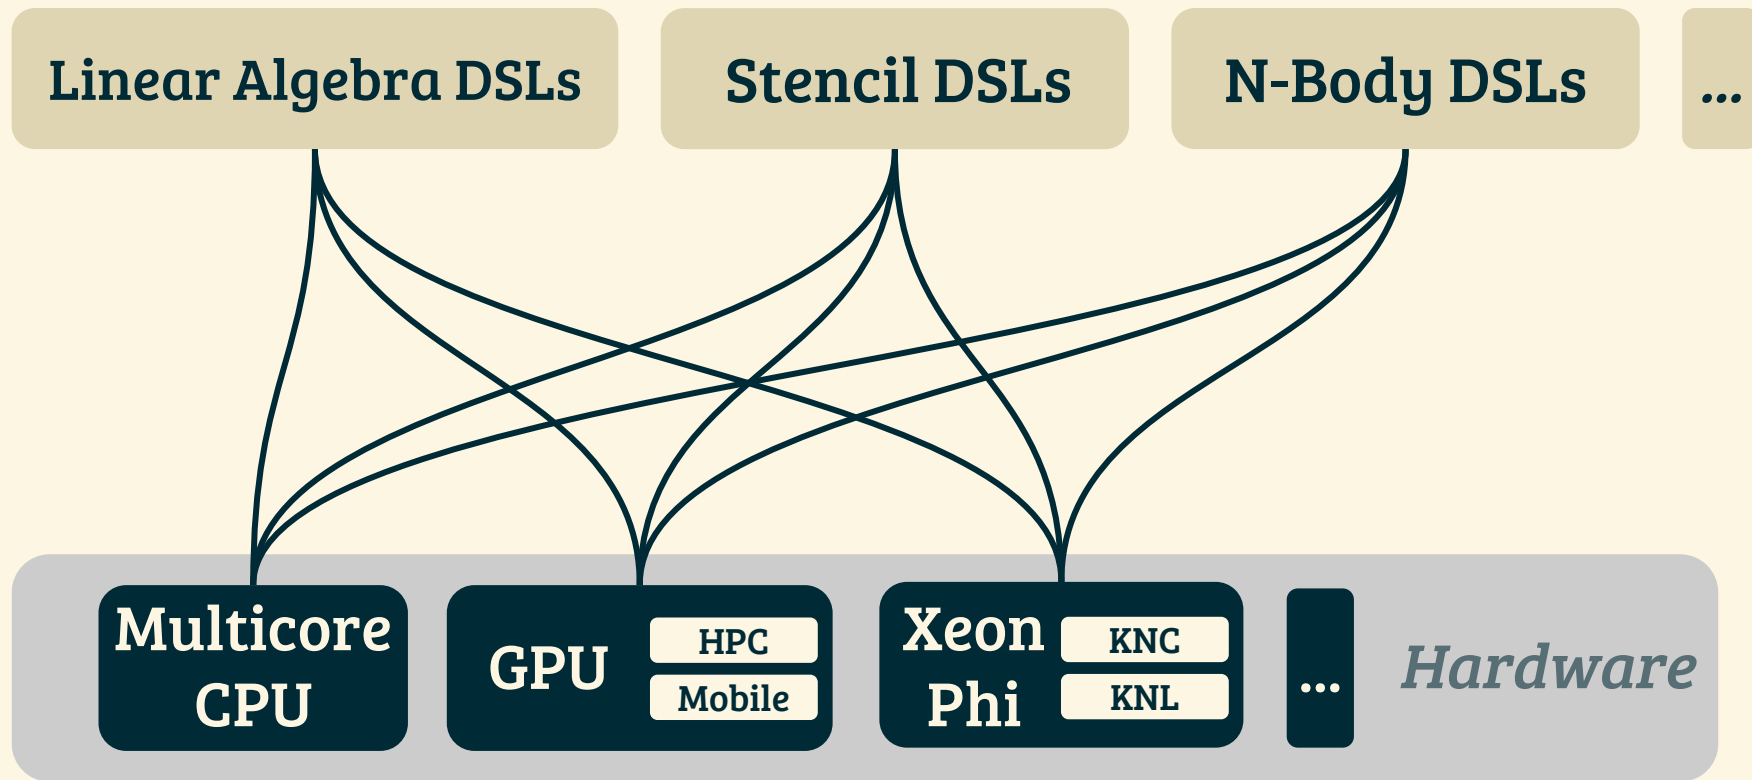 Linear Algebra DSLs
Stencil DSLs
N-Body DSLs
...
Multicore
CPU
GPU
HPC
Mobile
Xeon
Phi
KNC
KNL
...
Hardware